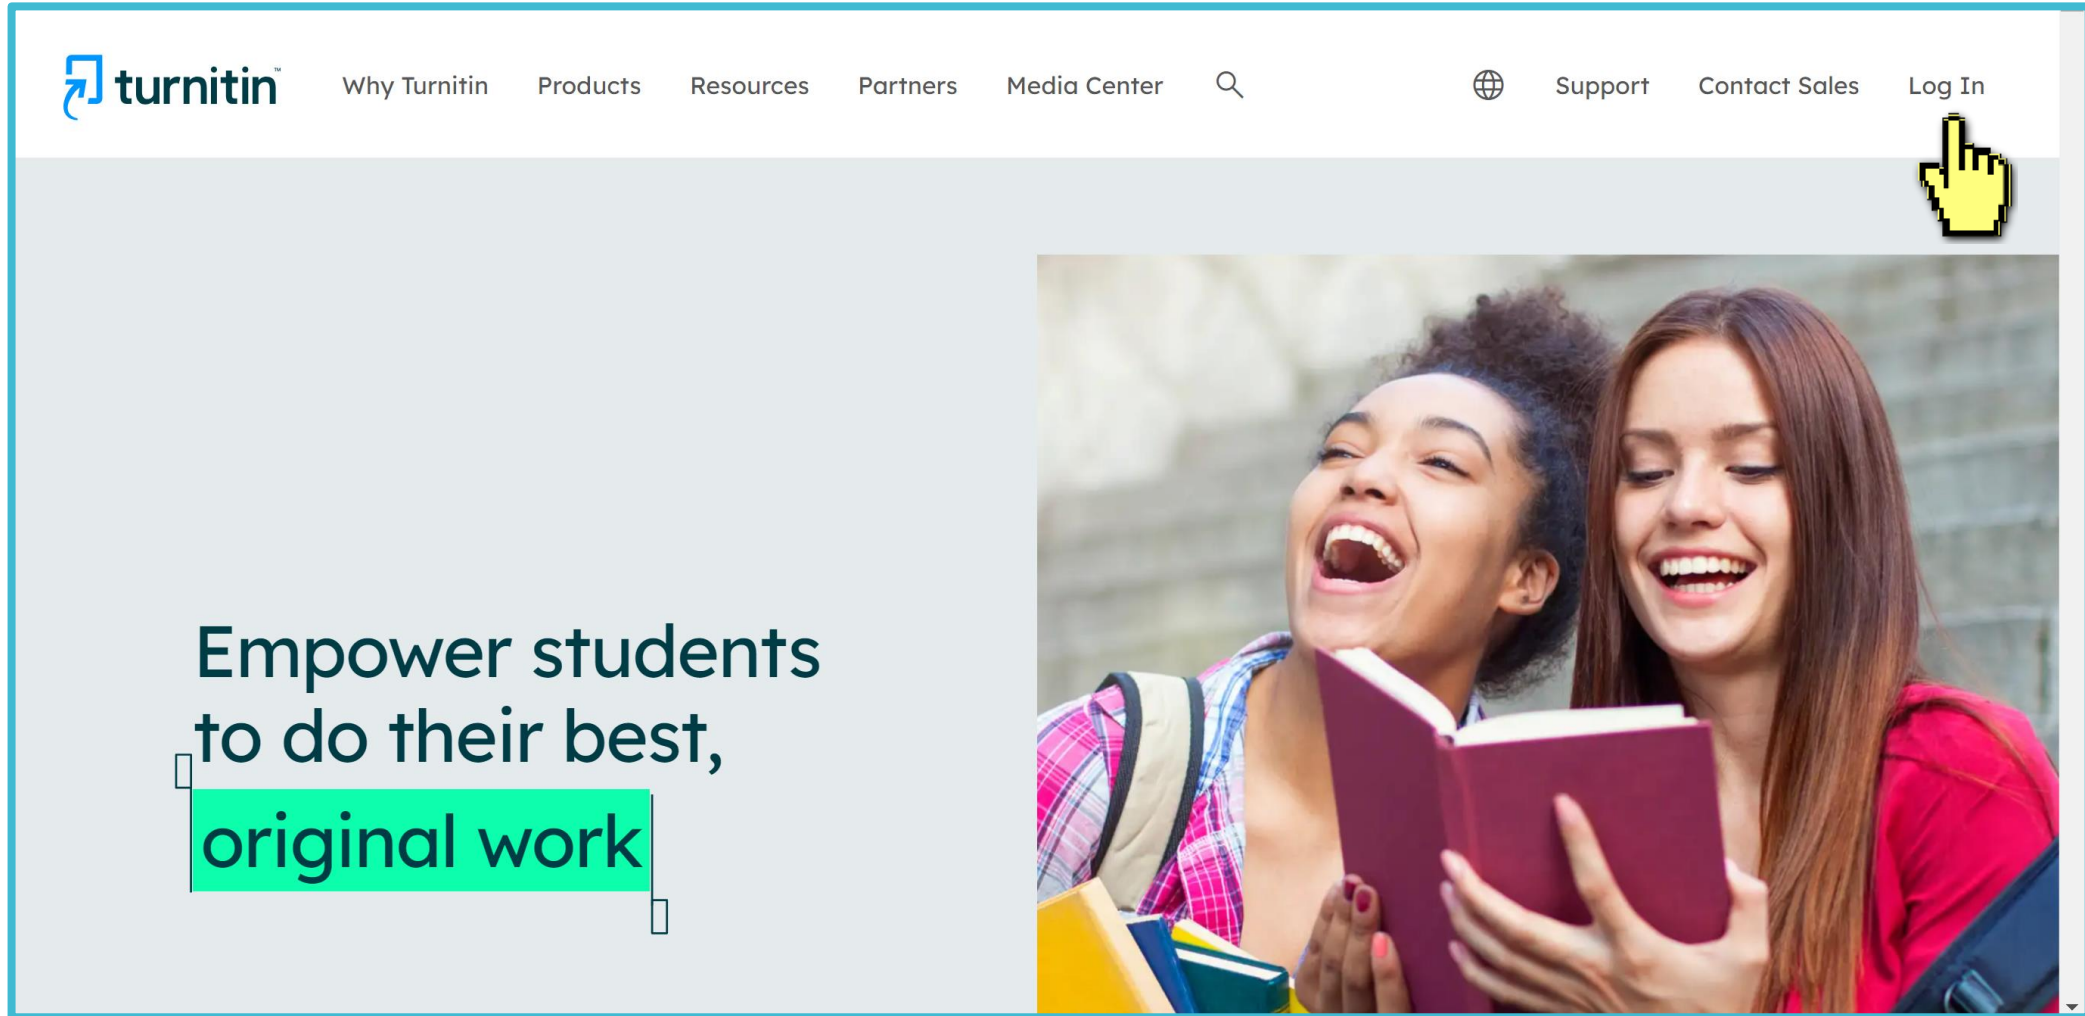 turnitin™ Why Turnitin Products Resources Partners Media Center Support Contact Sales Log In
Empower students
to do their best,
original work